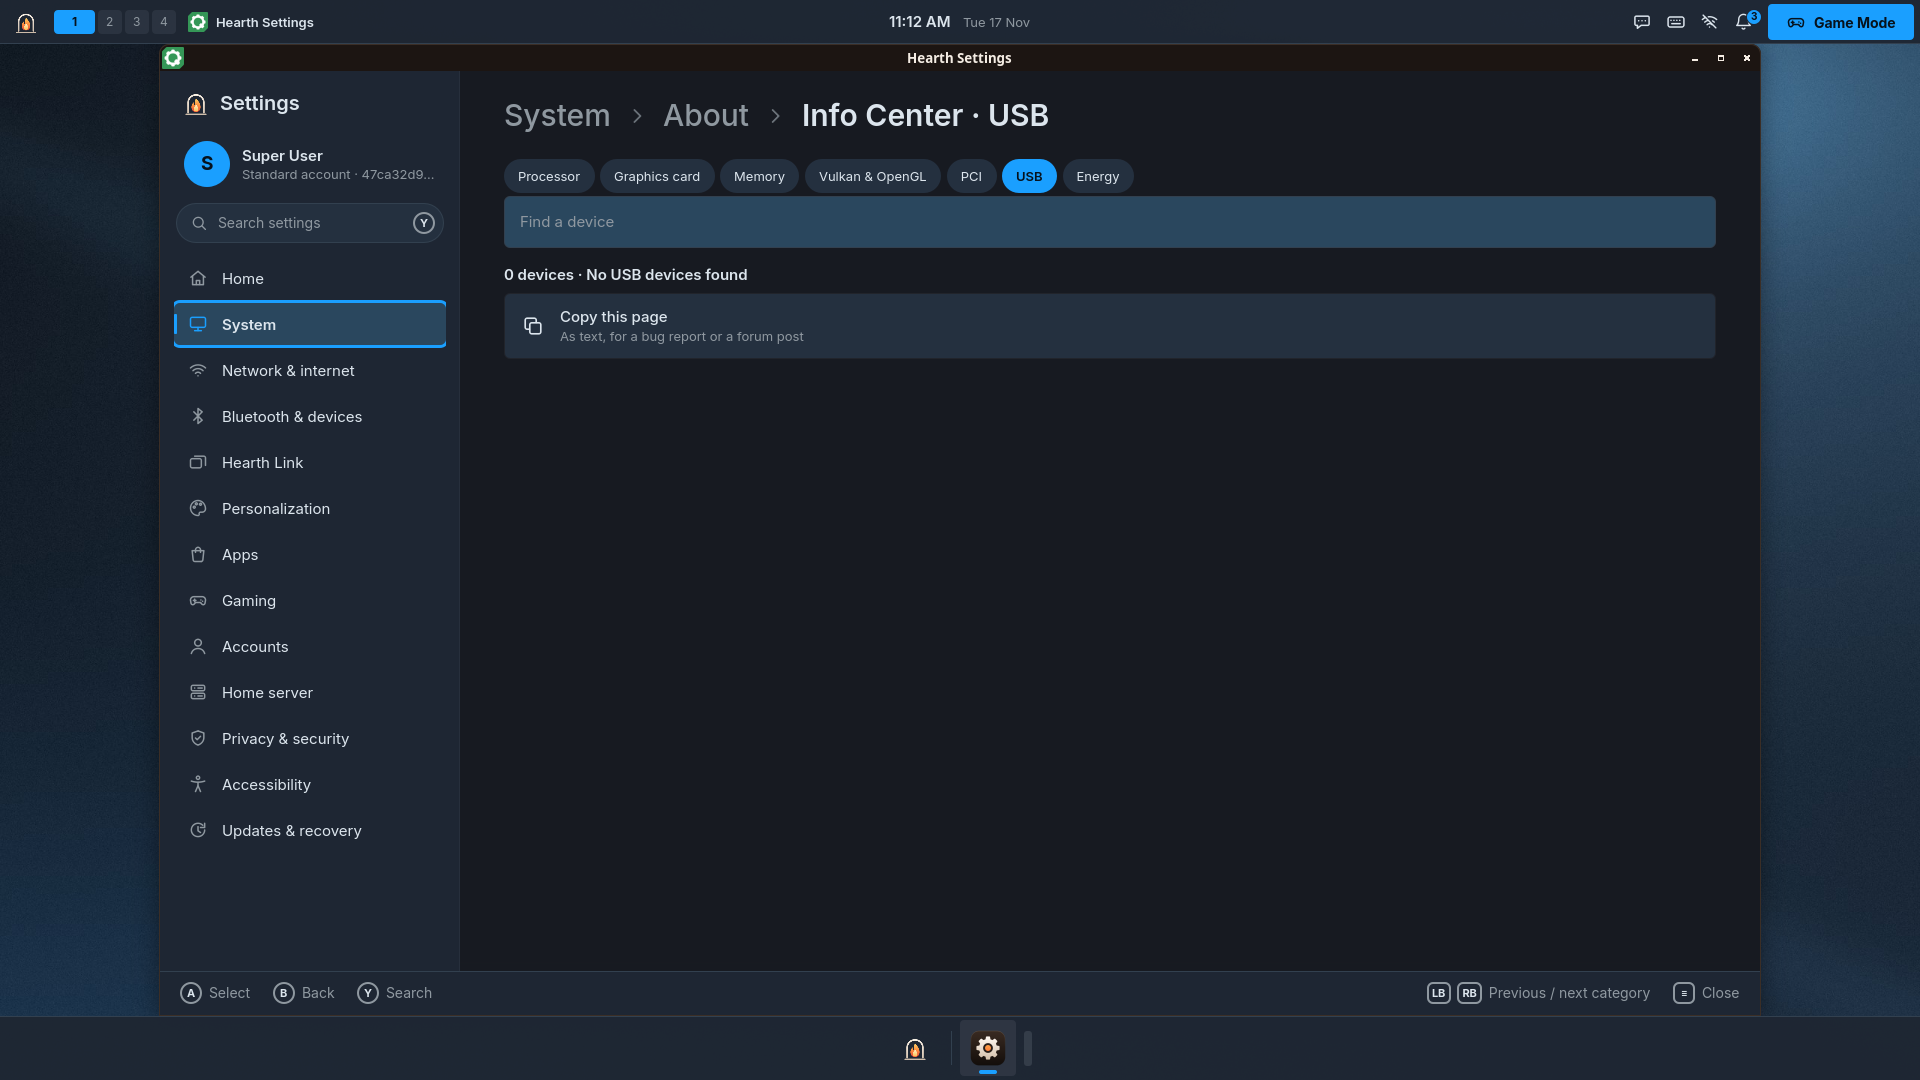 1 2 3 4 Hearth Settings 11:12 AM Tue 17 Nov 3 Game Mode
Hearth Settings
Settings
S Super User
Standard account · 47ca32d9...
Search settings Y
Home
System
Network & internet
Bluetooth & devices
Hearth Link
Personalization
Apps
Gaming
Accounts
Home server
Privacy & security
Accessibility
Updates & recovery
System > About > Info Center · USB
Processor Graphics card Memory Vulkan & OpenGL PCI USB Energy
Find a device
0 devices · No USB devices found
Copy this page
As text, for a bug report or a forum post
A Select B Back Y Search LB RB Previous / next category ≡ Close